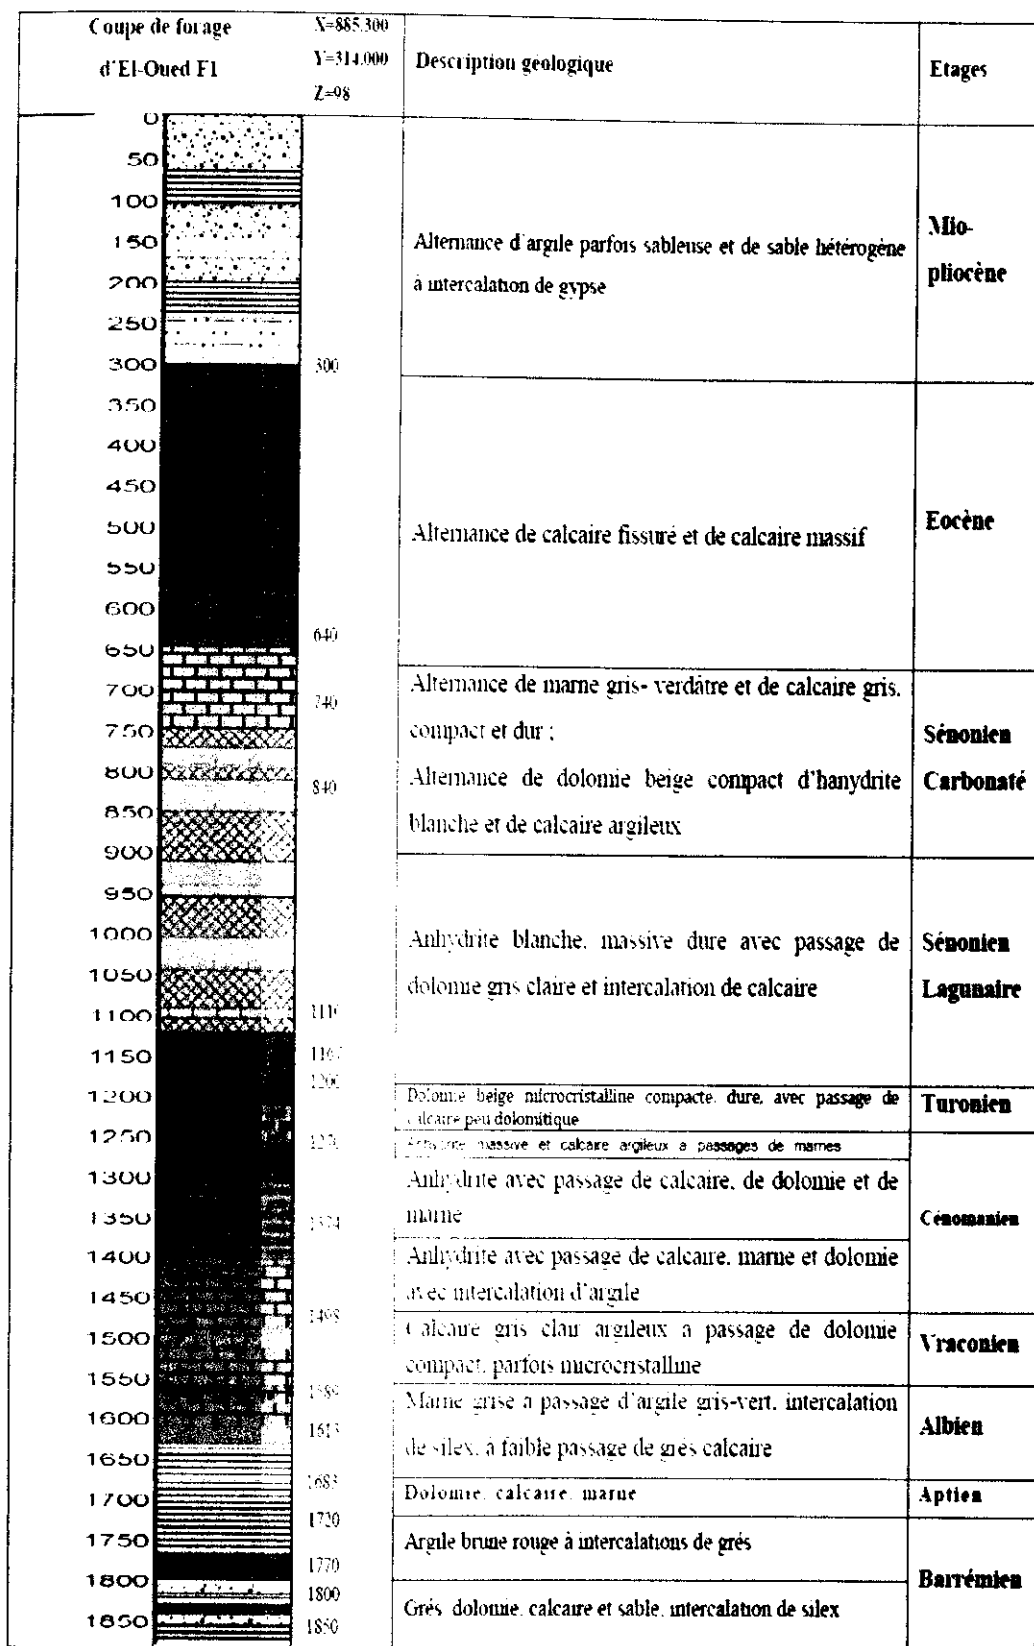 Coupe de forage
d'El-Oued F1
X=885.300
Y=314.000
Z=98
Description géologique
Etages
0
50
100
150
200
250
300
350
400
450
500
550
600
650
700
750
800
850
900
950
1000
1050
1100
1150
1200
1250
1300
1350
1400
1450
1500
1550
1600
1650
1700
1750
1800
1850
300
640
740
840
1200
1498
1683
1720
1770
1800
1850
Alternance d'argile parfois sableuse et de sable hétérogène
à intercalation de gypse
Mio-
pliocène
Alternance de calcaire fissuré et de calcaire massif
Eocène
Alternance de marne gris- verdâtre et de calcaire gris.
compact et dur ;
Alternance de dolomie beige compact d'hanydrite
blanche et de calcaire argileux
Sénonien
Carbonaté
Anhydrite blanche. massive dure avec passage de
dolomie gris claire et intercalation de calcaire
Sénonien
Lagunaire
Dolomie beige microcristalline compacte. dure, avec passage de
calcaire peu dolomitique
Turonien
massive et calcaire argileux a passages de marnes
Anhydrite avec passage de calcaire, de dolomie et de
marne
Cénomanien
Anhydrite avec passage de calcaire. marne et dolomie
avec intercalation d'argile
Calcaire gris clair argileux a passage de dolomie
compact. parfois microcristalline
Vraconien
Marne grise a passage d'argile gris-vert. intercalation
de silex. à faible passage de grés calcaire
Albien
Dolomie. calcaire. marne
Aptien
Argile brune rouge à intercalations de grés
Barrémien
Grés dolomie. calcaire et sable. intercalation de silex